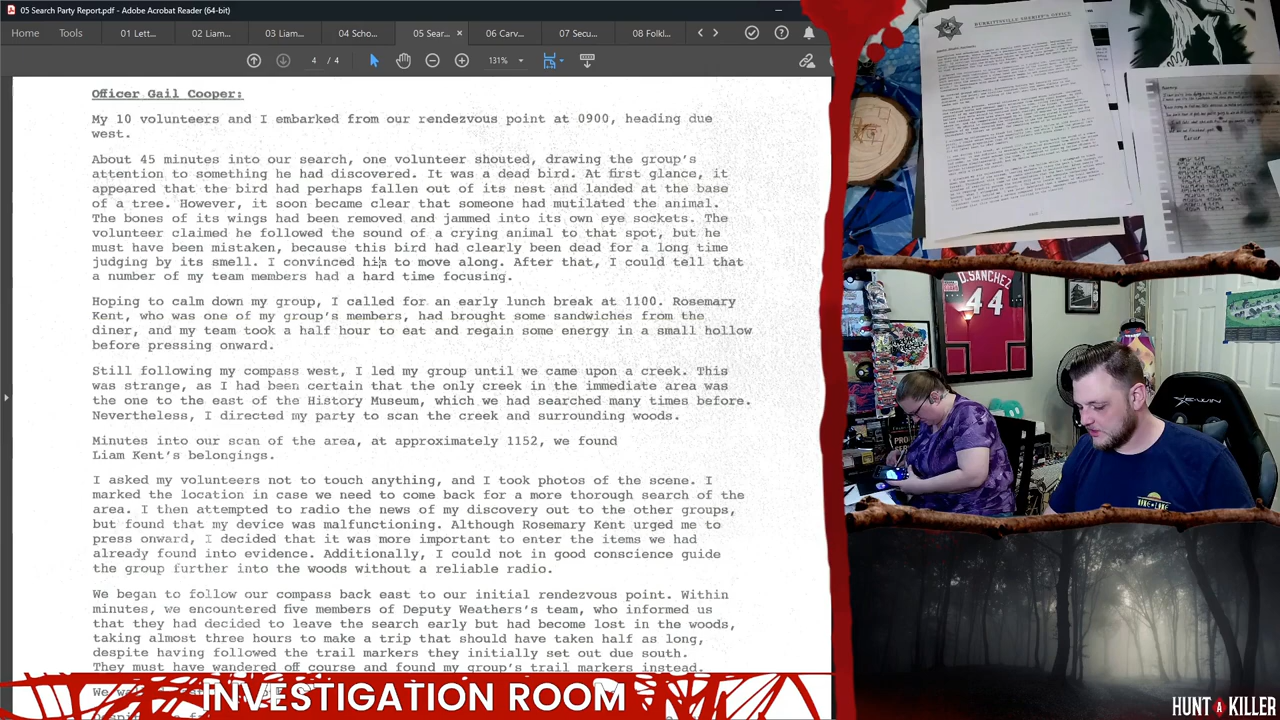 05 Search Party Report.pdf - Adobe Acrobat Reader (64-bit)
Home Tools 01 Lett... 02 Liam... 03 Liam... 04 Scho... 05 Sear... × 06 Carv... 07 Secu... 08 Folkl...
4 / 4 131%
Officer Gail Cooper:
My 10 volunteers and I embarked from our rendezvous point at 0900, heading due
west.
About 45 minutes into our search, one volunteer shouted, drawing the group's
attention to something he had discovered. It was a dead bird. At first glance, it
appeared that the bird had perhaps fallen out of its nest and landed at the base
of a tree. However, it soon became clear that someone had mutilated the animal.
The bones of its wings had been removed and jammed into its own eye sockets. The
volunteer claimed he followed the sound of a crying animal to that spot, but he
must have been mistaken, because this bird had clearly been dead for a long time
judging by its smell. I convinced him to move along. After that, I could tell that
a number of my team members had a hard time focusing.
Hoping to calm down my group, I called for an early lunch break at 1100. Rosemary
Kent, who was one of my group's members, had brought some sandwiches from the
diner, and my team took a half hour to eat and regain some energy in a small hollow
before pressing onward.
Still following my compass west, I led my group until we came upon a creek. This
was strange, as I had been certain that the only creek in the immediate area was
the one to the east of the History Museum, which we had searched many times before.
Nevertheless, I directed my party to scan the creek and surrounding woods.
Minutes into our scan of the area, at approximately 1152, we found
Liam Kent's belongings.
I asked my volunteers not to touch anything, and I took photos of the scene. I
marked the location in case we need to come back for a more thorough search of the
area. I then attempted to radio the news of my discovery out to the other groups,
but found that my device was malfunctioning. Although Rosemary Kent urged me to
press onward, I decided that it was more important to enter the items we had
already found into evidence. Additionally, I could not in good conscience guide
the group further into the woods without a reliable radio.
We began to follow our compass back east to our initial rendezvous point. Within
minutes, we encountered five members of Deputy Weathers's team, who informed us
that they had decided to leave the search early but had become lost in the woods,
taking almost three hours to make a trip that should have taken half as long,
despite having followed the trail markers they initially set out due south.
They must have wandered off course and found my group's trail markers instead.
INVESTIGATION ROOM
BURKITTSVILLE SHERIFF'S OFFICE
D.SANCHEZ
44
HUNT A KILLER